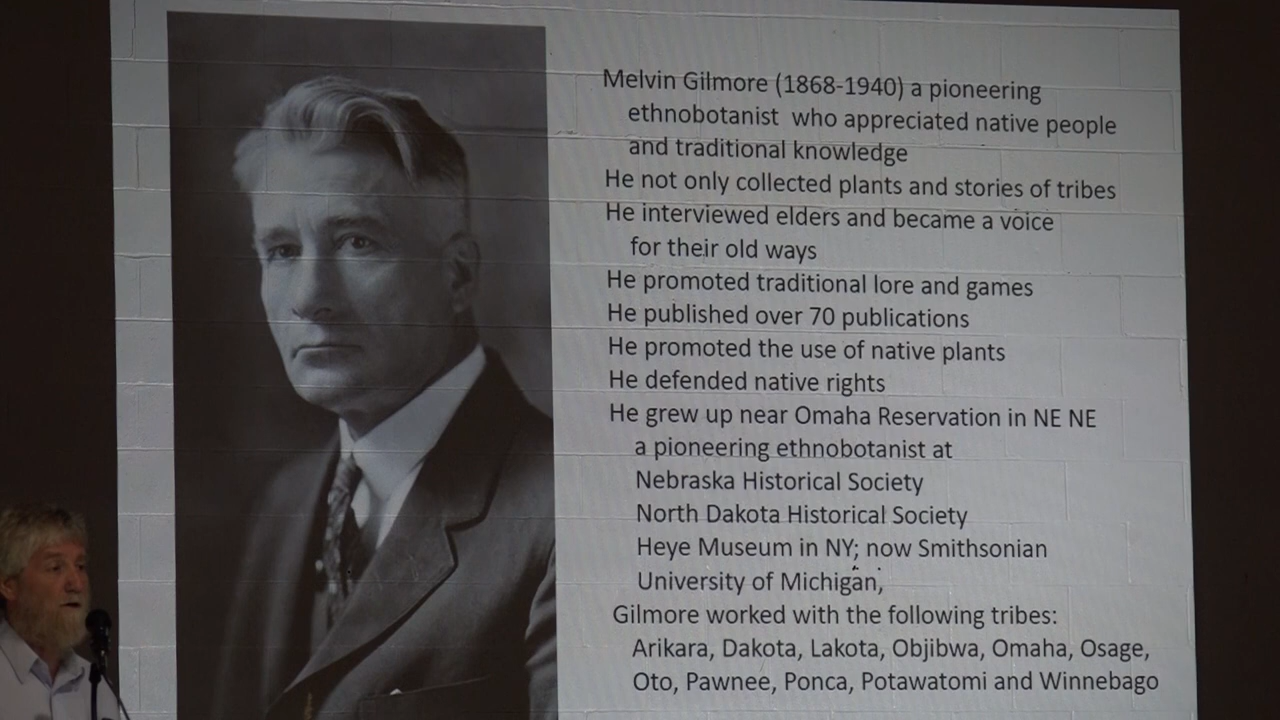 Melvin Gilmore (1868-1940) a pioneering
ethnobotanist who appreciated native people
and traditional knowledge
He not only collected plants and stories of tribes
He interviewed elders and became a voice
for their old ways
He promoted traditional lore and games
He published over 70 publications
He promoted the use of native plants
He defended native rights
He grew up near Omaha Reservation in NE NE
a pioneering ethnobotanist at
Nebraska Historical Society
North Dakota Historical Society
Heye Museum in NY; now Smithsonian
University of Michigan,
Gilmore worked with the following tribes:
Arikara, Dakota, Lakota, Objibwa, Omaha, Osage,
Oto, Pawnee, Ponca, Potawatomi and Winnebago